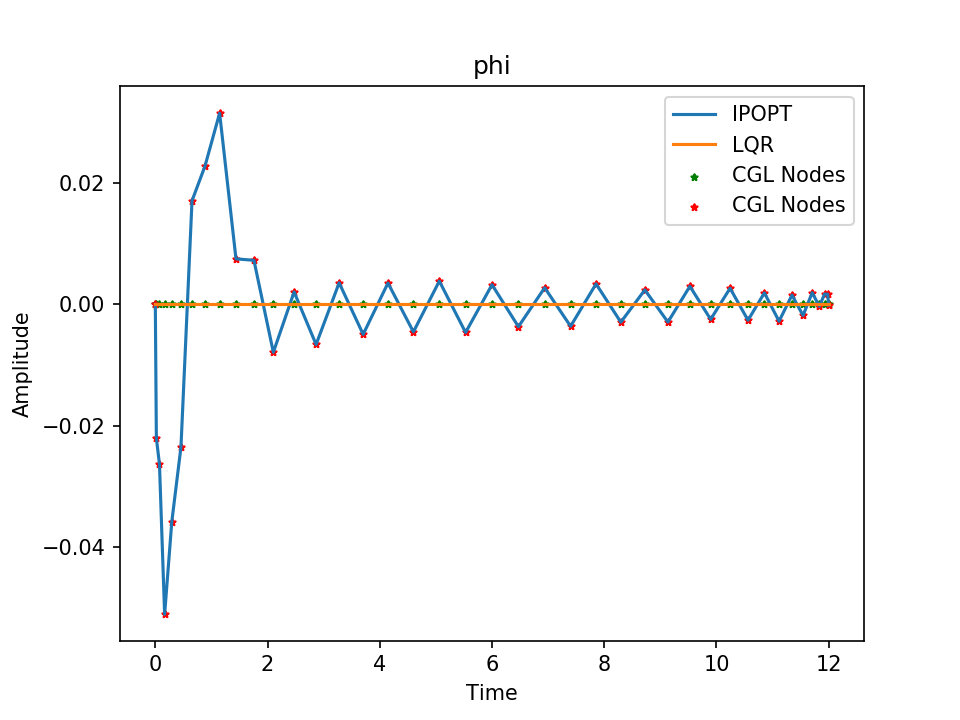 phi
IPOPT
LQR
CGL Nodes
CGL Nodes
0.02
0.00
−0.02
−0.04
Amplitude
0 2 4 6 8 10 12
Time